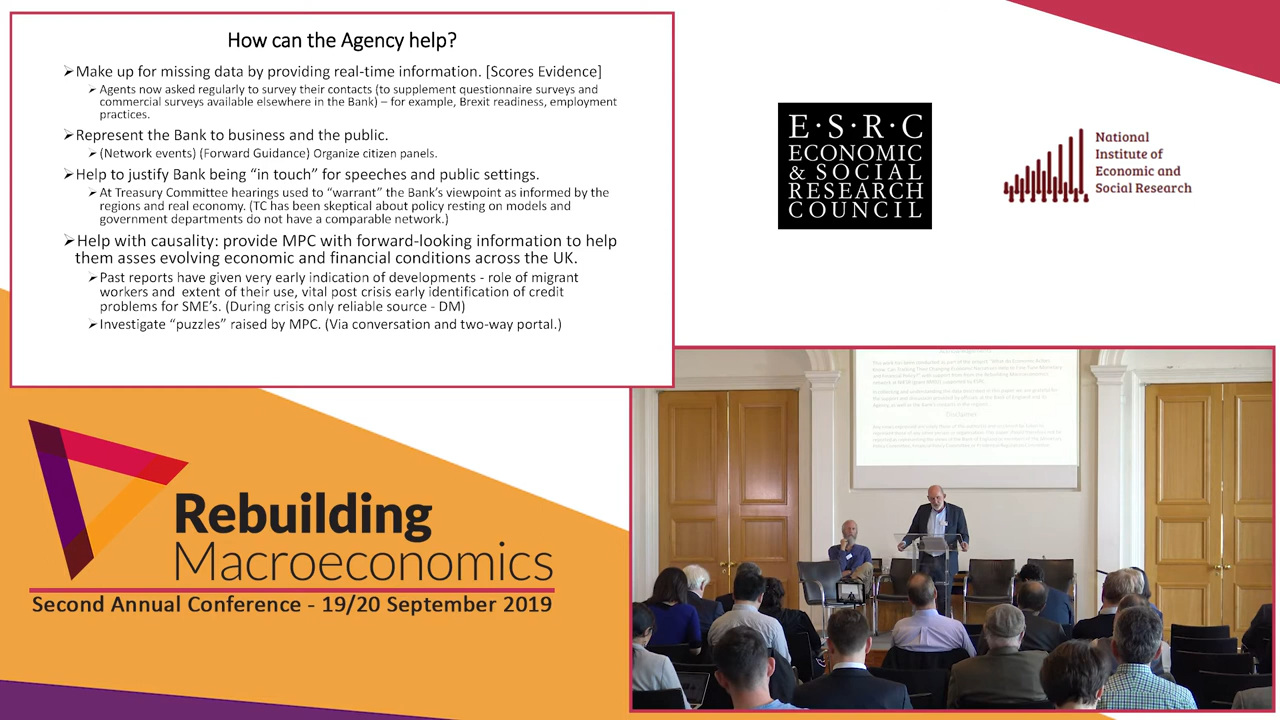 How can the Agency help?
➢Make up for missing data by providing real-time information. [Scores Evidence]
➢Agents now asked regularly to survey their contacts (to supplement questionnaire surveys and
commercial surveys available elsewhere in the Bank) – for example, Brexit readiness, employment
practices.
➢Represent the Bank to business and the public.
➢(Network events) (Forward Guidance) Organize citizen panels.
➢Help to justify Bank being “in touch” for speeches and public settings.
➢At Treasury Committee hearings used to “warrant” the Bank’s viewpoint as informed by the
regions and real economy. (TC has been skeptical about policy resting on models and
government departments do not have a comparable network.)
➢Help with causality: provide MPC with forward-looking information to help
them asses evolving economic and financial conditions across the UK.
➢Past reports have given very early indication of developments - role of migrant
workers and extent of their use, vital post crisis early identification of credit
problems for SME’s. (During crisis only reliable source - DM)
➢Investigate “puzzles” raised by MPC. (Via conversation and two-way portal.)
E·S·R·C
ECONOMIC
& SOCIAL
RESEARCH
COUNCIL
National
Institute of
Economic and
Social Research
Disclaimer
Rebuilding
Macroeconomics
Second Annual Conference - 19/20 September 2019